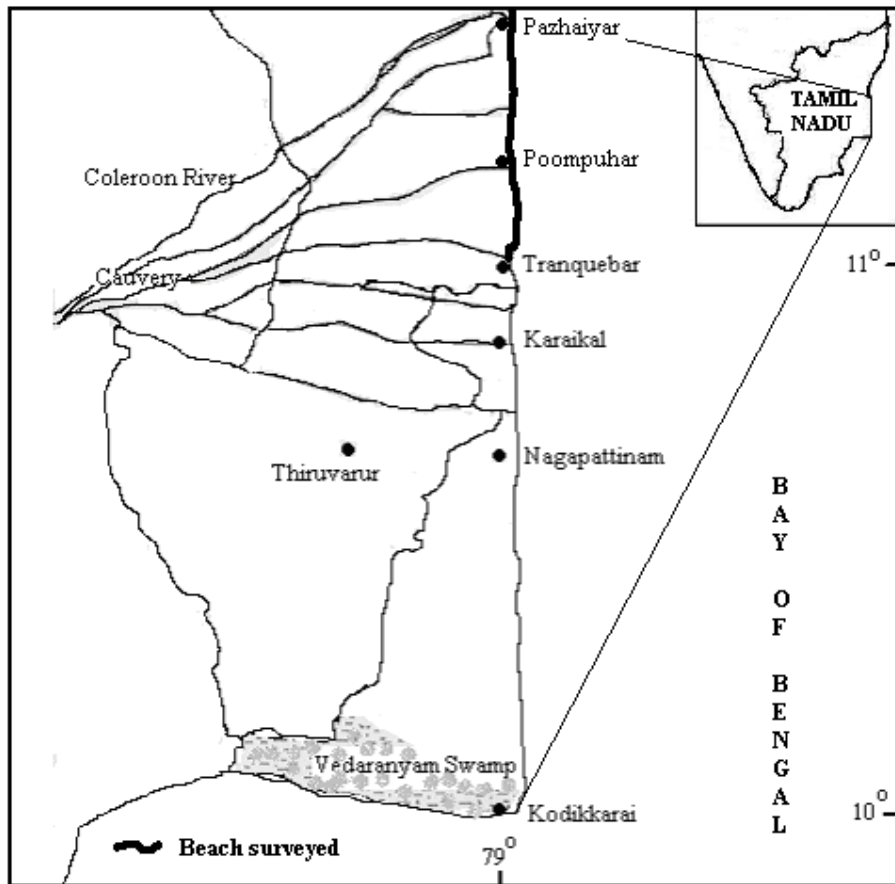 Pazhaiyar
TAMIL
NADU
Poompuhar
Coleroon River
Tranquebar
11°
Cauvery
Karaikal
Thiruvarur
Nagapattinam
B
A
Y
O
F
B
E
N
G
A
L
Vedaranyam Swamp
Kodikkarai
10°
Beach surveyed
79°